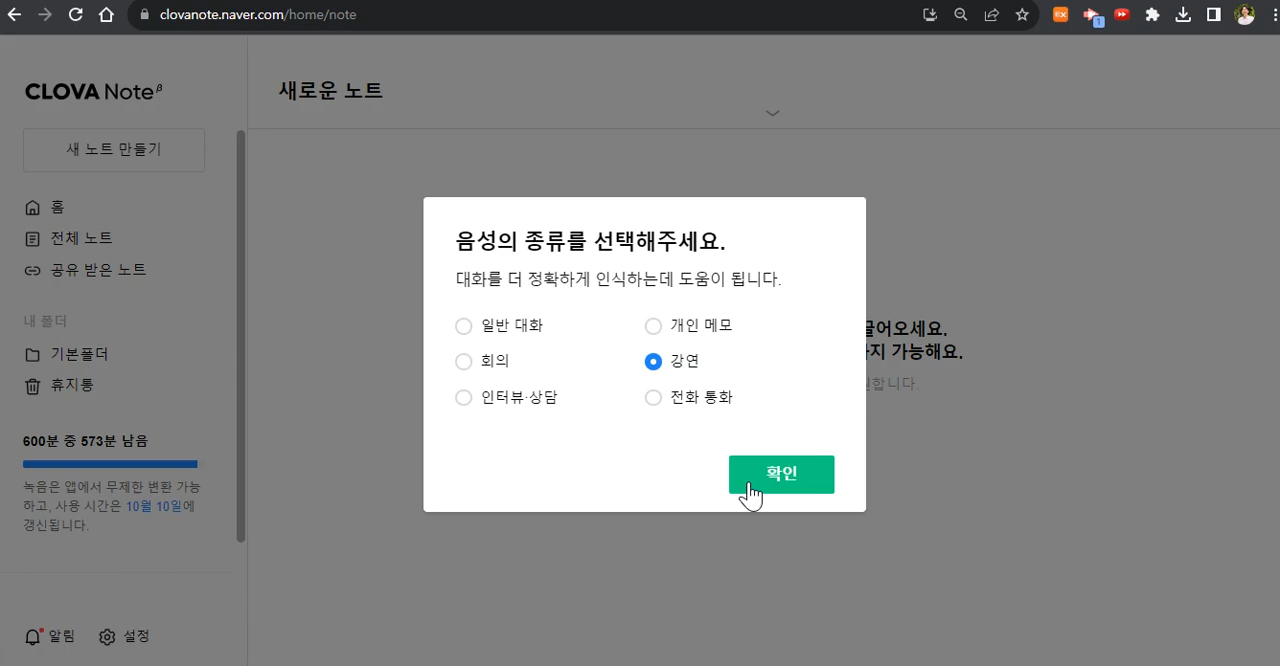 clovanote.naver.com/home/note
1
CLOVA Note β
새 노트 만들기
홈
전체 노트
공유 받은 노트
내 폴더
기본폴더
휴지통
600분 중 573분 남음
녹음은 앱에서 무제한 변환 가능
하고, 사용 시간은 10월 10일에
갱신됩니다.
알림
설정
새로운 노트
음성의 종류를 선택해주세요.
대화를 더 정확하게 인식하는데 도움이 됩니다.
일반 대화
개인 메모
회의
강연
인터뷰·상담
전화 통화
확인
끌어오세요.
지 가능해요.
합니다.